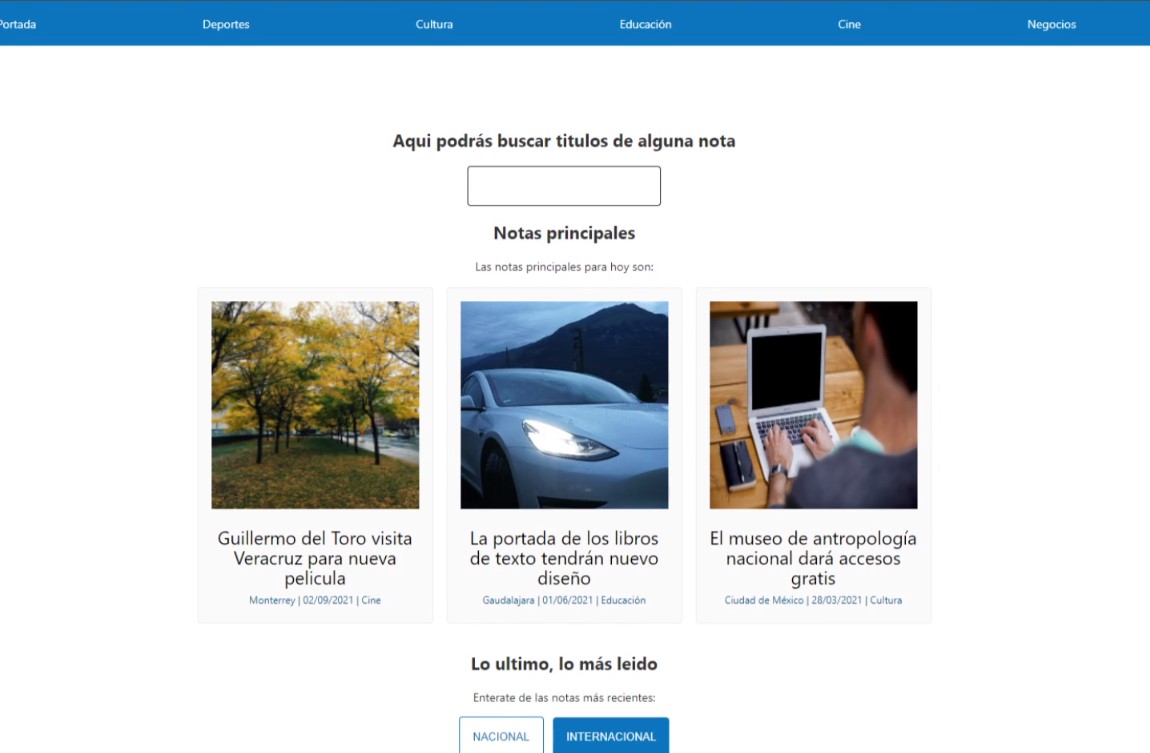 Portada Deportes Cultura Educación Cine Negocios
Aqui podrás buscar titulos de alguna nota
Notas principales
Las notas principales para hoy son:
Guillermo del Toro visita
Veracruz para nueva
pelicula
Monterrey | 02/09/2021 | Cine
La portada de los libros
de texto tendrán nuevo
diseño
Gaudalajara | 01/06/2021 | Educación
El museo de antropología
nacional dará accesos
gratis
Ciudad de México | 28/03/2021 | Cultura
Lo ultimo, lo más leido
Enterate de las notas más recientes:
NACIONAL INTERNACIONAL